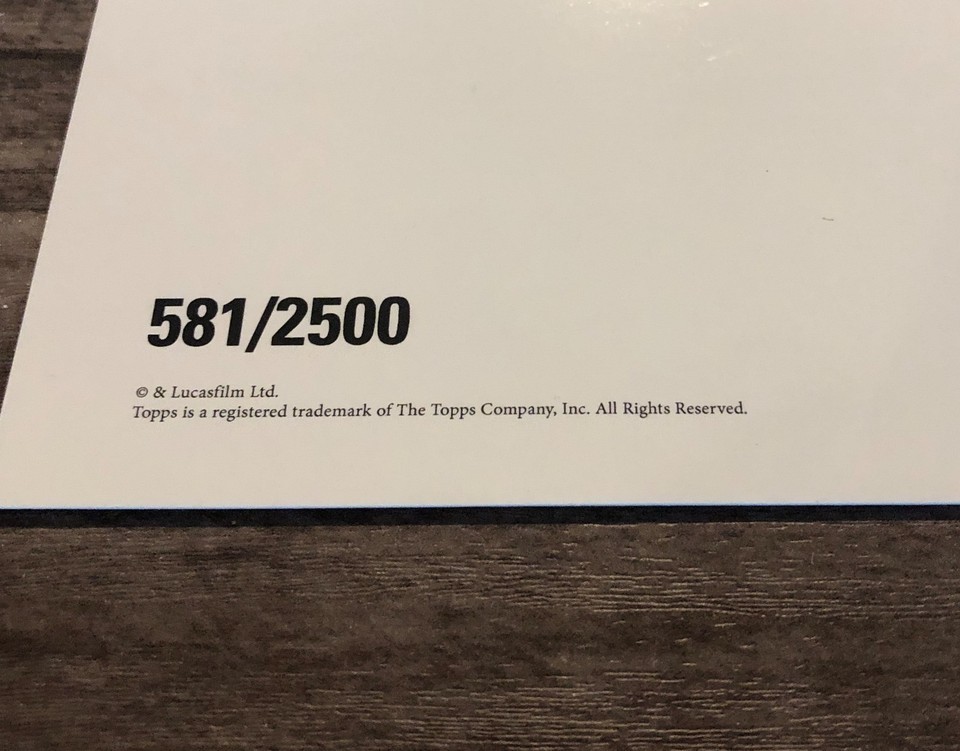 581/2500
© & Lucasfilm Ltd.
Topps is a registered trademark of The Topps Company, Inc. All Rights Reserved.